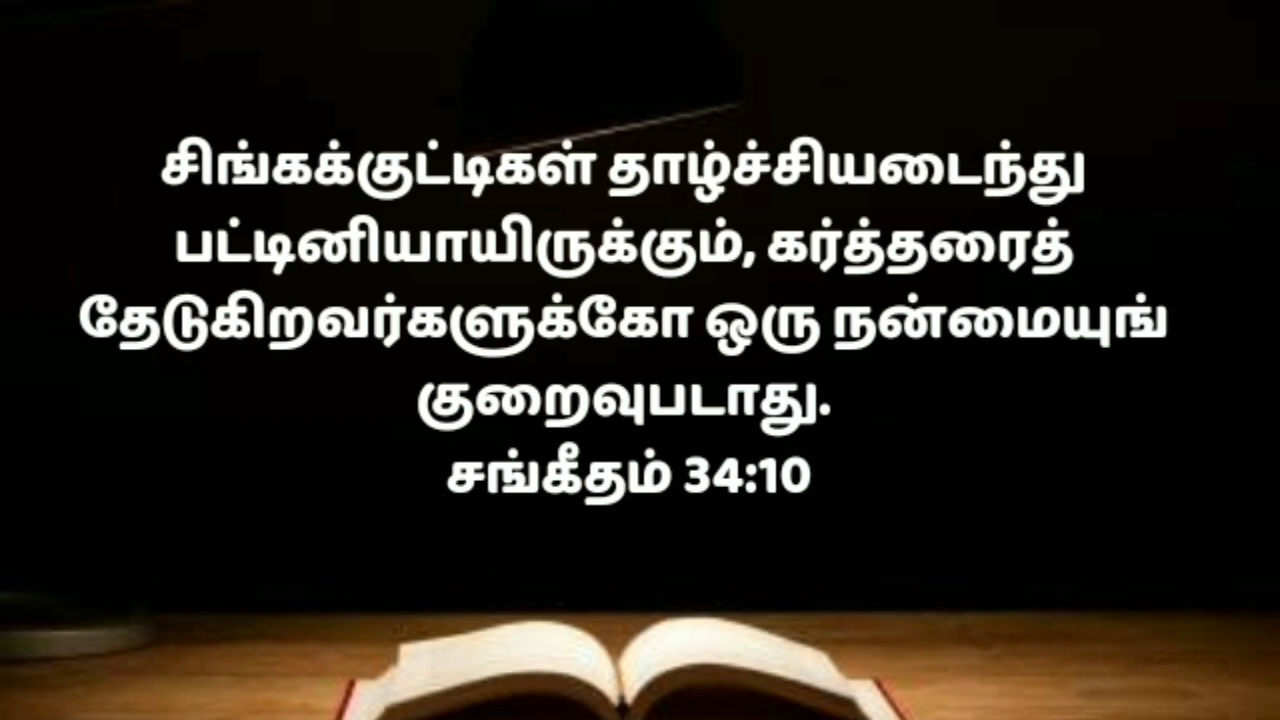 சிங்கக்குட்டிகள் தாழ்ச்சியடைந்து
பட்டினியாயிருக்கும், கர்த்தரைத்
தேடுகிறவர்களுக்கோ ஒரு நன்மையுங்
குறைவுபடாது.
சங்கீதம் 34:10